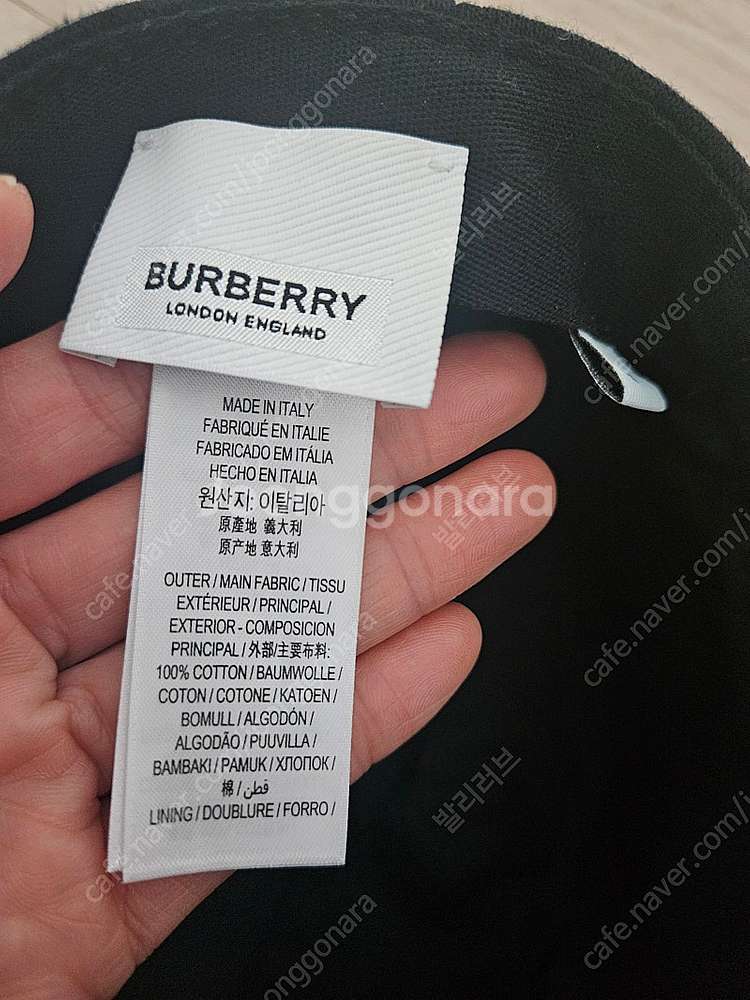 BURBERRY
LONDON ENGLAND
MADE IN ITALY
FABRIQUÉ EN ITALIE
FABRICADO EM ITÁLIA
HECHO EN ITALIA
원산지: 이탈리아
原產地 義大利
原产地 意大利
OUTER / MAIN FABRIC / TISSU
EXTÉRIEUR / PRINCIPAL /
EXTERIOR - COMPOSICION
PRINCIPAL / 外部/主要布料:
100% COTTON / BAUMWOLLE /
COTON / COTONE / KATOEN /
BOMULL / ALGODÓN /
ALGODÃO / PUUVILLA /
BAMBAKI / PAMUK / ХЛОПОК /
棉 / قطن /
LINING / DOUBLURE / FORRO /
joonggonara
cafe.naver.com/joonggonara
발리러브